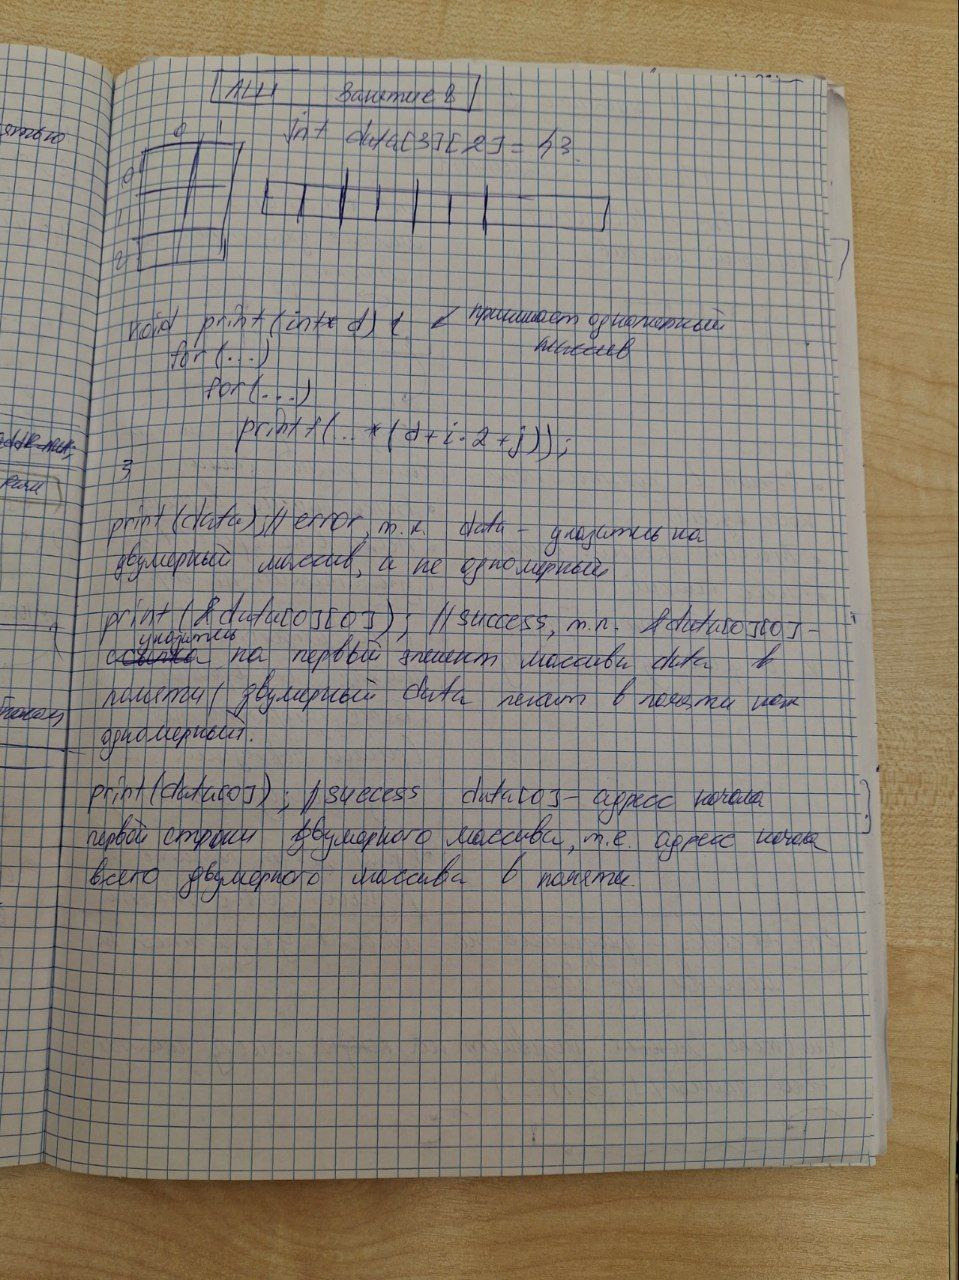 Занятие 8
int data[3][2] = {}
0 1
0
1
2
void print(int* d) { ← принимает одномерный
массив
for(...)
for(...)
printf(... *(d+i·2+j));
}
print(data); // error, т.к. data - указатель на
двумерный массив, а не одномерный
print(&data[0][0]); // success, т.к. &data[0][0] -
указатель
ссылка на первый элемент массива data в
памяти, двумерный data лежит в памяти как
одномерный.
print(data[0]); // success data[0] - адрес начала
первой строки двумерного массива, т.е. адрес начала
всего двумерного массива в памяти.